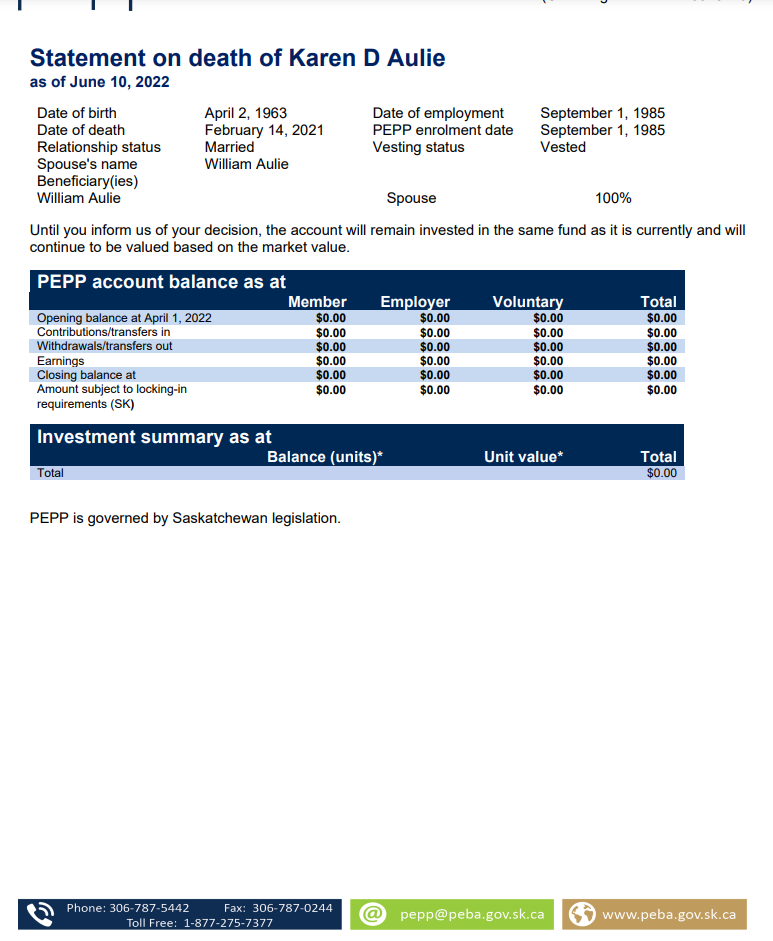 Statement on death of Karen D Aulie
as of June 10, 2022
Date of birth April 2, 1963 Date of employment September 1, 1985
Date of death February 14, 2021 PEPP enrolment date September 1, 1985
Relationship status Married Vesting status Vested
Spouse's name William Aulie
Beneficiary(ies)
William Aulie Spouse 100%
Until you inform us of your decision, the account will remain invested in the same fund as it is currently and will
continue to be valued based on the market value.
PEPP account balance as at
Member Employer Voluntary Total
Opening balance at April 1, 2022 $0.00 $0.00 $0.00 $0.00
Contributions/transfers in $0.00 $0.00 $0.00 $0.00
Withdrawals/transfers out $0.00 $0.00 $0.00 $0.00
Earnings $0.00 $0.00 $0.00 $0.00
Closing balance at $0.00 $0.00 $0.00 $0.00
Amount subject to locking-in $0.00 $0.00 $0.00 $0.00
requirements (SK)
Investment summary as at
Balance (units)* Unit value* Total
Total $0.00
PEPP is governed by Saskatchewan legislation.
Phone: 306-787-5442 Fax: 306-787-0244
Toll Free: 1-877-275-7377
pepp@peba.gov.sk.ca
www.peba.gov.sk.ca